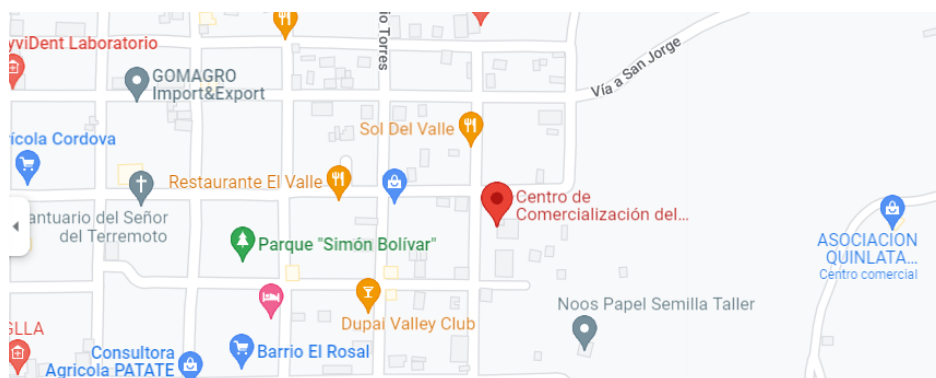 yviDent Laboratorio
io Torres
Vía a San Jorge
GOMAGRO
Import&Export
Sol Del Valle
ícola Cordova
Restaurante El Valle
Centro de
Comercialización del...
antuario del Señor
del Terremoto
Parque "Simón Bolívar"
ASOCIACION
QUINLATA...
Centro comercial
Noos Papel Semilla Taller
Dupai Valley Club
GLLA
Consultora
Agricola PATATE
Barrio El Rosal